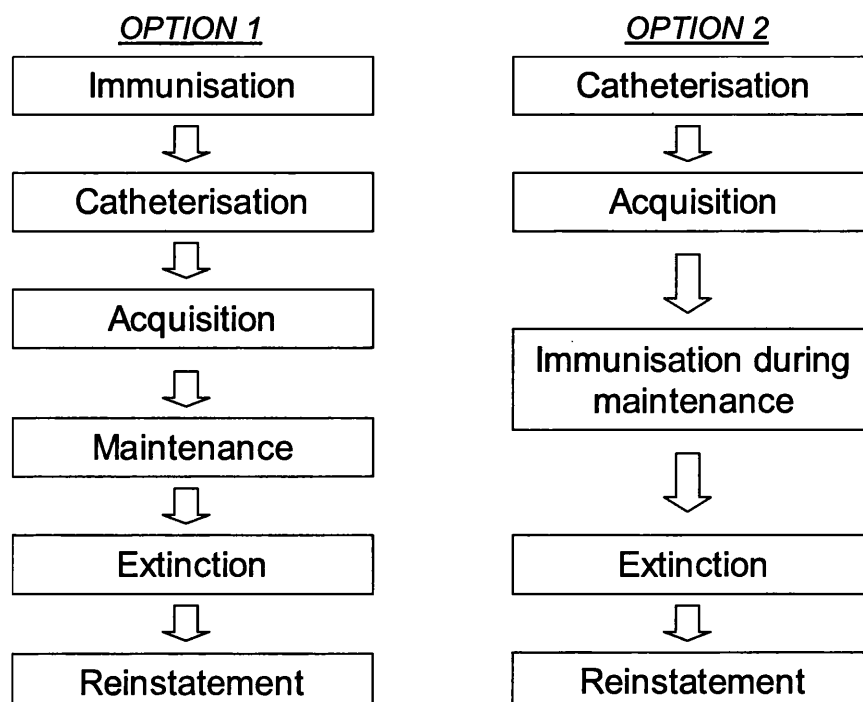 OPTION 1
Immunisation
Catheterisation
Acquisition
Maintenance
Extinction
Reinstatement
OPTION 2
Catheterisation
Acquisition
Immunisation during
maintenance
Extinction
Reinstatement